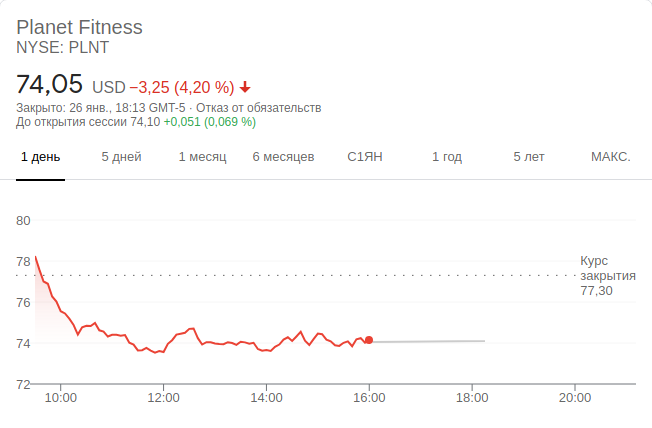 Planet Fitness
NYSE: PLNT
74,05 USD −3,25 (4,20 %)
Закрыто: 26 янв., 18:13 GMT-5 · Отказ от обязательств
До открытия сессии 74,10 +0,051 (0,069 %)
1 день 5 дней 1 месяц 6 месяцев С1ЯН 1 год 5 лет МАКС.
80
78
76
74
72
Курс
закрытия
77,30
10:00 12:00 14:00 16:00 18:00 20:00